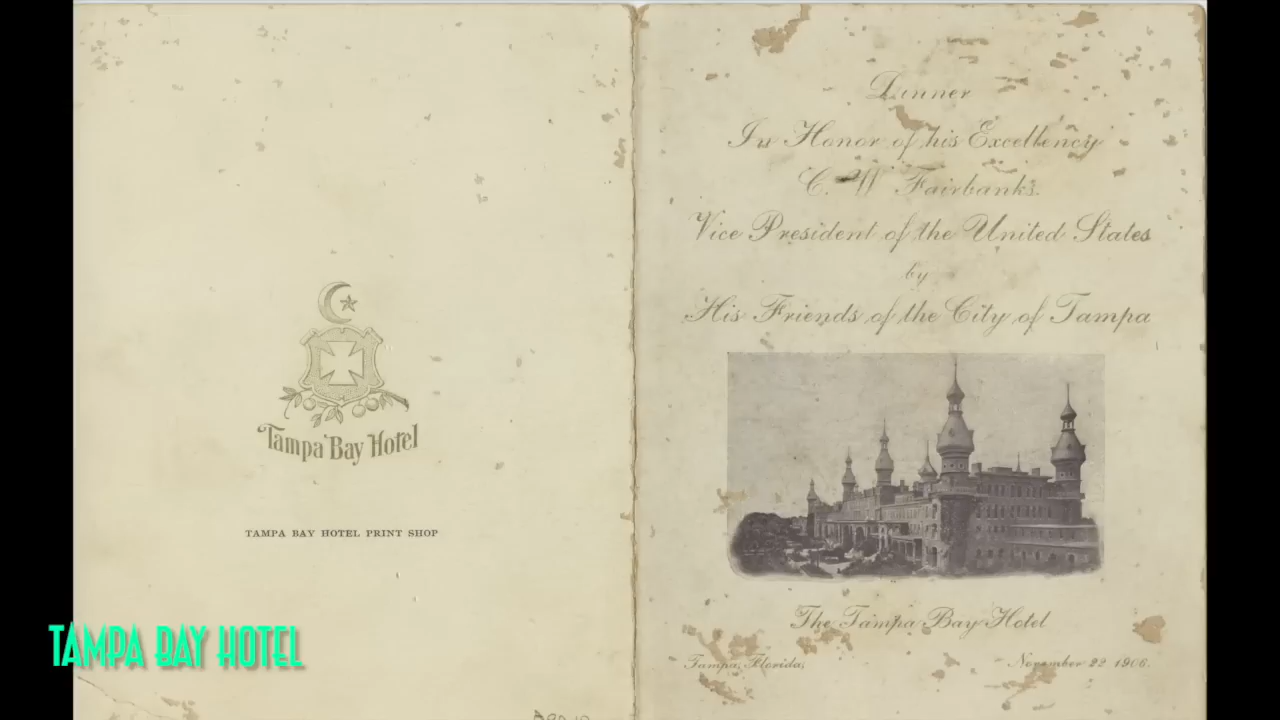 Tampa Bay Hotel
TAMPA BAY HOTEL PRINT SHOP
Dinner
In Honor of his Excellency
C. W Fairbanks.
Vice President of the United States
by
His Friends of the City of Tampa
The Tampa Bay Hotel
Tampa, Florida, November 22 1906.
TAMPA BAY HOTEL